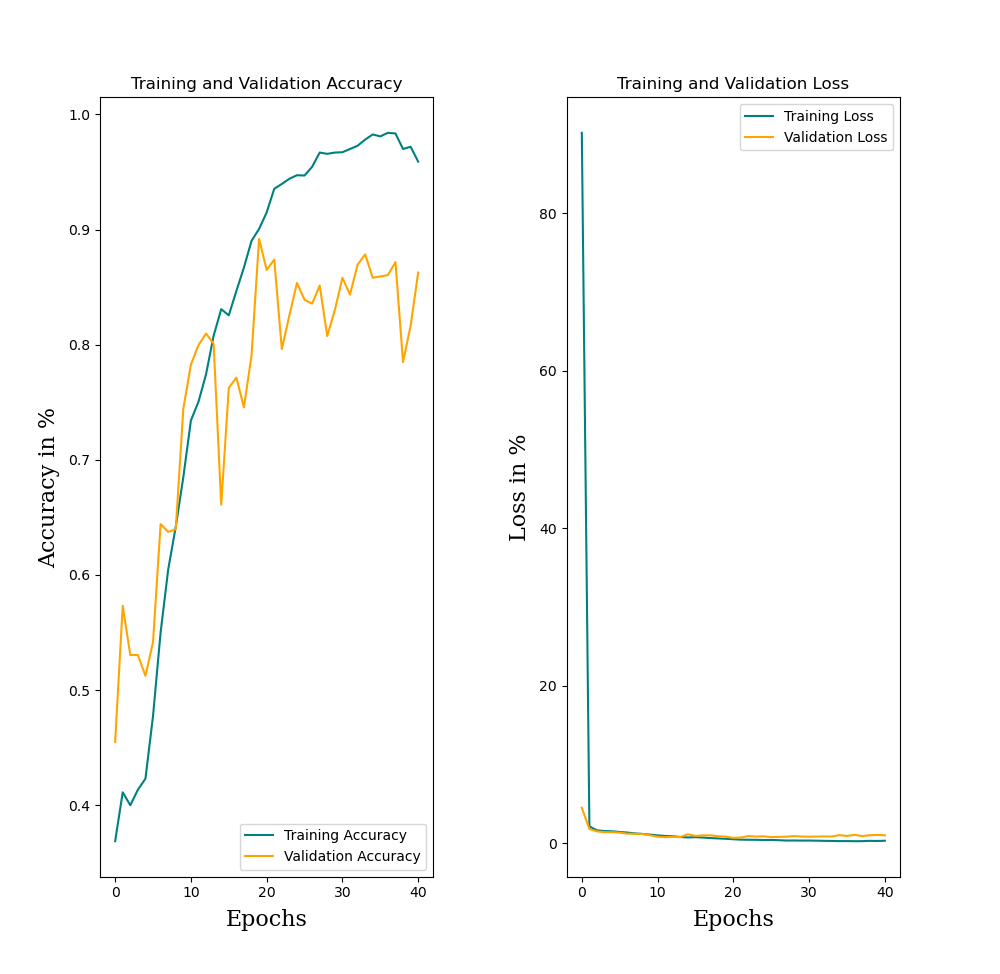 Training and Validation Accuracy
1.0
0.9
0.8
0.7
0.6
0.5
0.4
Accuracy in %
Training Accuracy
Validation Accuracy
0 10 20 30 40
Epochs
Training and Validation Loss
Training Loss
Validation Loss
80
60
40
20
0
Loss in %
0 10 20 30 40
Epochs